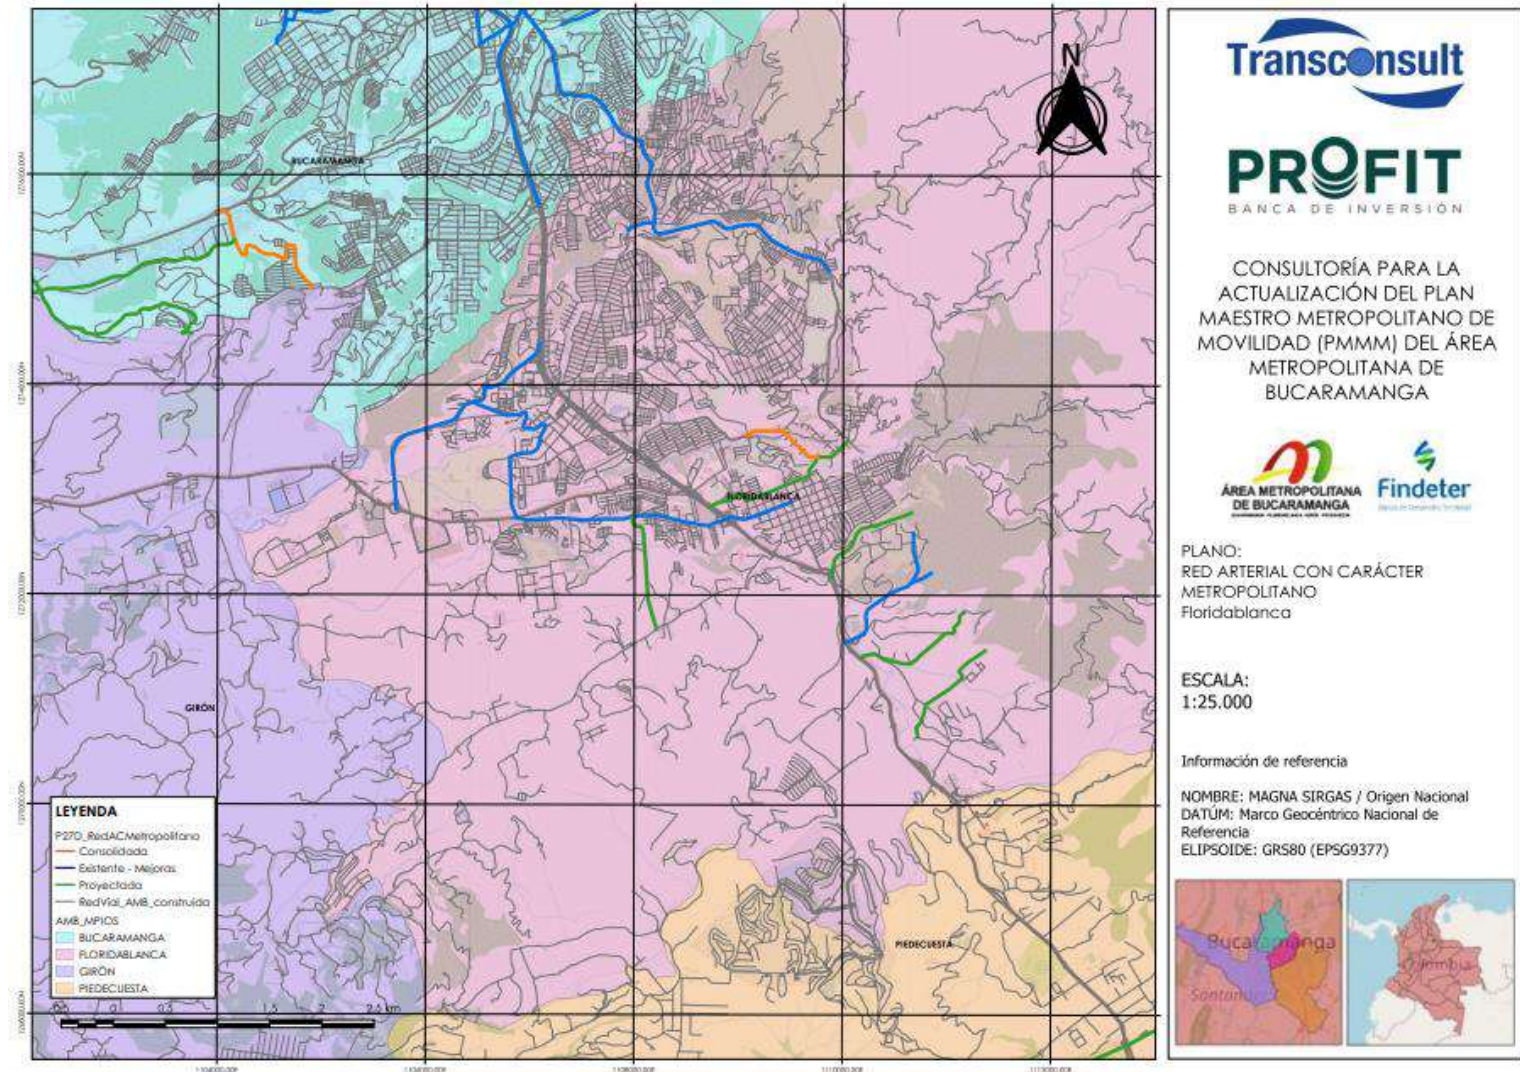 N
BUCARAMANGA
FLORIDABLANCA
GIRÓN
PIEDECUESTA
LEYENDA
P27D_RedACMetropolitano
Consolidada
Existente - Mejoras
Proyectada
RedVial_AMB_construida
AMB_MPIOS
BUCARAMANGA
FLORIDABLANCA
GIRÓN
PIEDECUESTA
Transconsult
PROFIT
BANCA DE INVERSIÓN
CONSULTORÍA PARA LA
ACTUALIZACIÓN DEL PLAN
MAESTRO METROPOLITANO DE
MOVILIDAD (PMMM) DEL ÁREA
METROPOLITANA DE
BUCARAMANGA
ÁREA METROPOLITANA
DE BUCARAMANGA
Findeter
PLANO:
RED ARTERIAL CON CARÁCTER
METROPOLITANO
Floridablanca
ESCALA:
1:25.000
Información de referencia
NOMBRE: MAGNA SIRGAS / Origen Nacional
DATÚM: Marco Geocéntrico Nacional de
Referencia
ELIPSOIDE: GRS80 (EPSG9377)
Bucaramanga
Santander
Colombia